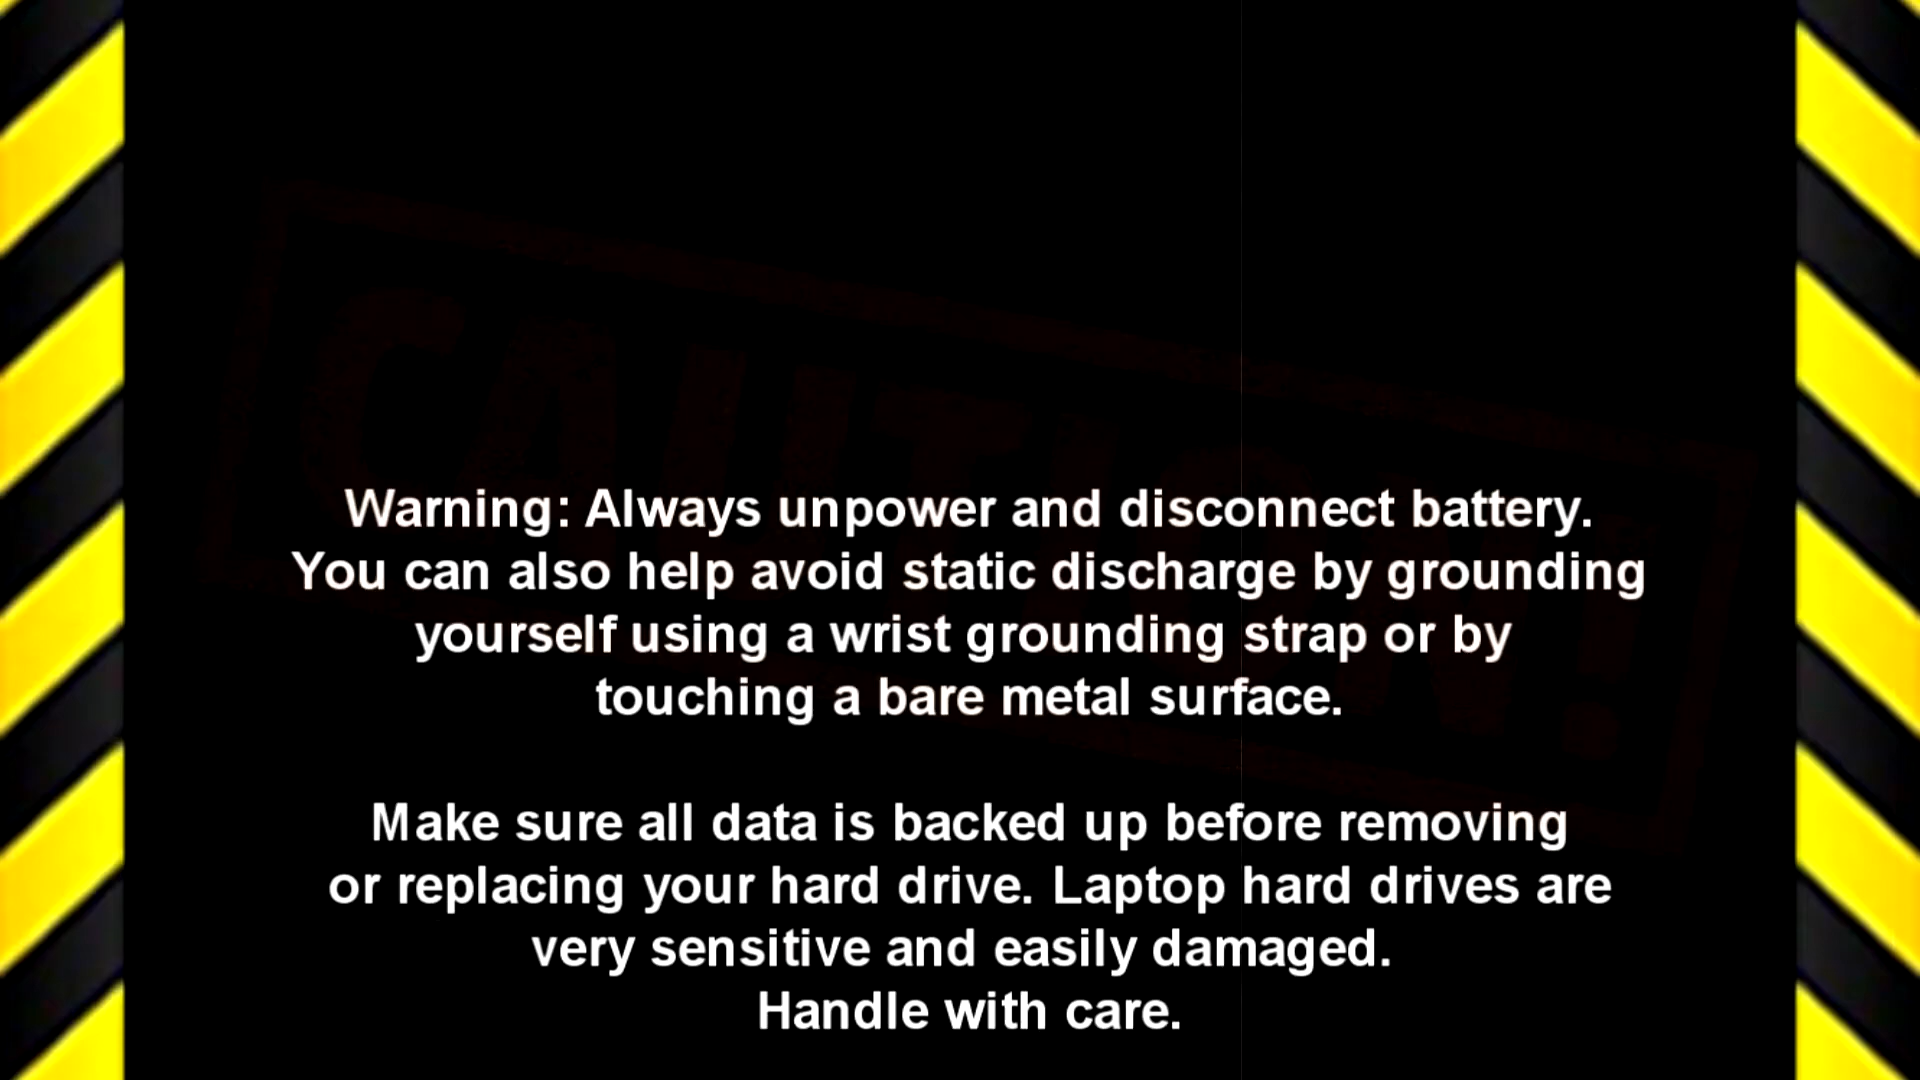 CAUTION!
Warning: Always unpower and disconnect battery.
You can also help avoid static discharge by grounding
yourself using a wrist grounding strap or by
touching a bare metal surface.
Make sure all data is backed up before removing
or replacing your hard drive. Laptop hard drives are
very sensitive and easily damaged.
Handle with care.